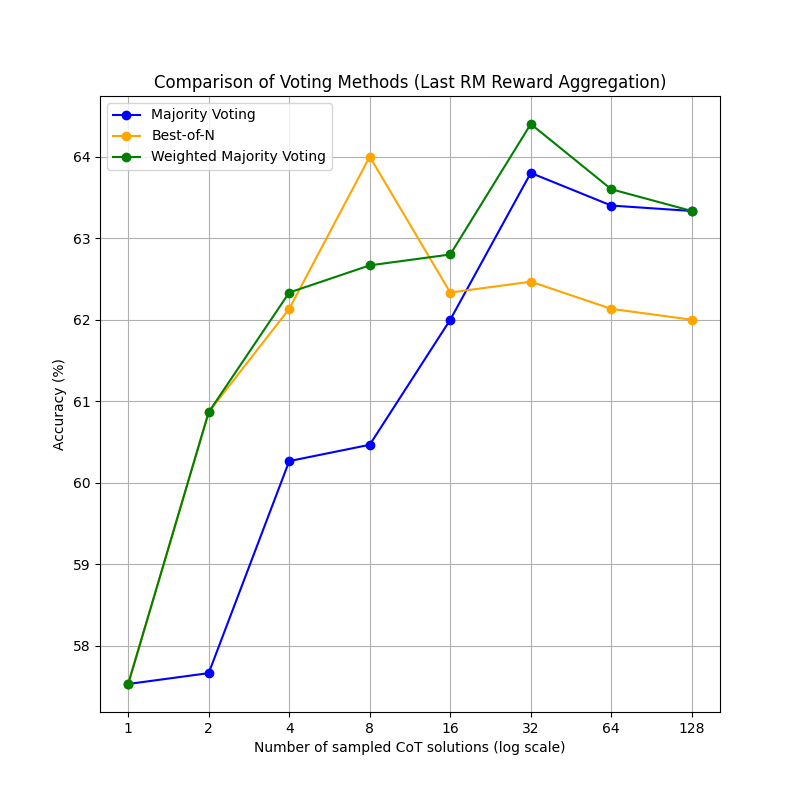 Comparison of Voting Methods (Last RM Reward Aggregation)
Majority Voting
Best-of-N
Weighted Majority Voting
Accuracy (%)
64
63
62
61
60
59
58
1 2 4 8 16 32 64 128
Number of sampled CoT solutions (log scale)